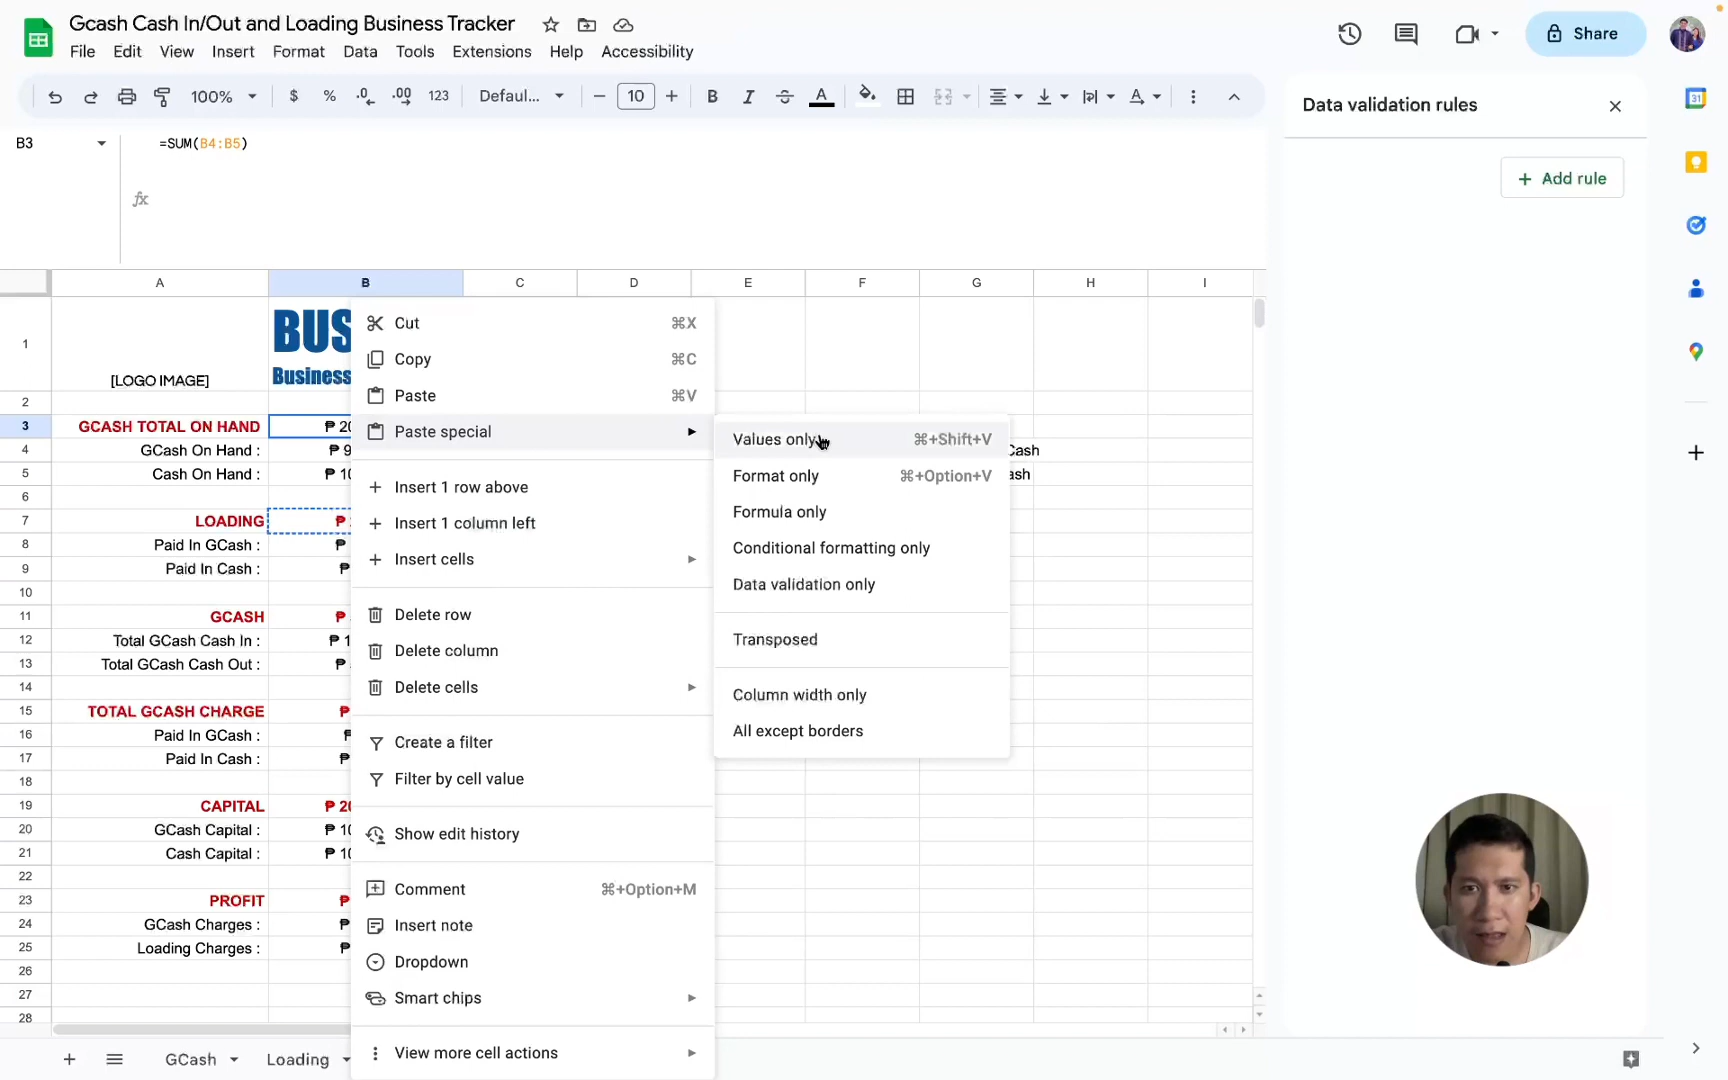 Gcash Cash In/Out and Loading Business Tracker
File Edit View Insert Format Data Tools Extensions Help Accessibility
Share
100% $ % .0 .00 123 Defaul... 10 B I S A
B3 =SUM(B4:B5)
fx
Data validation rules
Add rule
31
A B C D E F G H I
1 [LOGO IMAGE] BUS
Business
2
3 GCASH TOTAL ON HAND ₱ 20
4 GCash On Hand : ₱ 9
5 Cash On Hand : ₱ 10
6
7 LOADING ₱
8 Paid In GCash : ₱
9 Paid In Cash : ₱
10
11 GCASH ₱
12 Total GCash Cash In : ₱ 1
13 Total GCash Cash Out : ₱
14
15 TOTAL GCASH CHARGE ₱
16 Paid In GCash :
17 Paid In Cash : ₱
18
19 CAPITAL ₱ 20
20 GCash Capital : ₱ 10
21 Cash Capital : ₱ 10
22
23 PROFIT ₱
24 GCash Charges : ₱
25 Loading Charges : ₱
26
27
28
Cut ⌘X
Copy ⌘C
Paste ⌘V
Paste special
Insert 1 row above
Insert 1 column left
Insert cells
Delete row
Delete column
Delete cells
Create a filter
Filter by cell value
Show edit history
Comment ⌘+Option+M
Insert note
Dropdown
Smart chips
View more cell actions
Values only ⌘+Shift+V
Format only ⌘+Option+V
Formula only
Conditional formatting only
Data validation only
Transposed
Column width only
All except borders
Cash
ash
GCash Loading